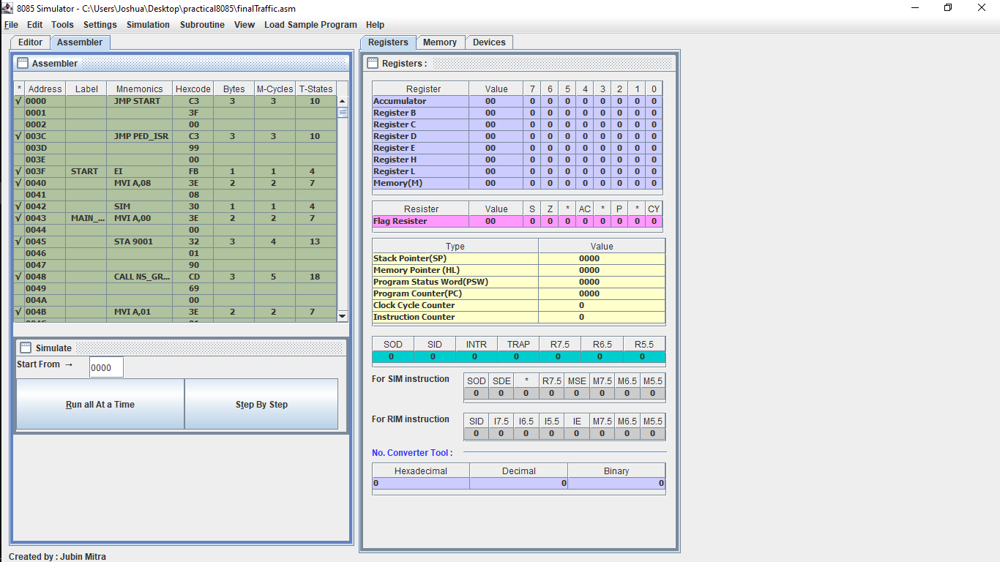 8085 Simulator - C:\Users\Joshua\Desktop\practical8085\finalTraffic.asm
File Edit Tools Settings Simulation Subroutine View Load Sample Program Help
Editor Assembler
Assembler
* Address Label Mnemonics Hexcode Bytes M-Cycles T-States
√ 0000 JMP START C3 3 3 10
0001 3F
0002 00
√ 003C JMP PED_ISR C3 3 3 10
003D 99
003E 00
√ 003F START EI FB 1 1 4
√ 0040 MVI A,08 3E 2 2 7
0041 08
√ 0042 SIM 30 1 1 4
√ 0043 MAIN_... MVI A,00 3E 2 2 7
0044 00
√ 0045 STA 9001 32 3 4 13
0046 01
0047 90
√ 0048 CALL NS_GR... CD 3 5 18
0049 69
004A 00
√ 004B MVI A,01 3E 2 2 7
Simulate
Start From → 0000
Run all At a Time Step By Step
Registers Memory Devices
Registers :
Register Value 7 6 5 4 3 2 1 0
Accumulator 00 0 0 0 0 0 0 0 0
Register B 00 0 0 0 0 0 0 0 0
Register C 00 0 0 0 0 0 0 0 0
Register D 00 0 0 0 0 0 0 0 0
Register E 00 0 0 0 0 0 0 0 0
Register H 00 0 0 0 0 0 0 0 0
Register L 00 0 0 0 0 0 0 0 0
Memory(M) 00 0 0 0 0 0 0 0 0
Resister Value S Z * AC * P * CY
Flag Resister 00 0 0 0 0 0 0 0 0
Type Value
Stack Pointer(SP) 0000
Memory Pointer (HL) 0000
Program Status Word(PSW) 0000
Program Counter(PC) 0000
Clock Cycle Counter 0
Instruction Counter 0
SOD SID INTR TRAP R7.5 R6.5 R5.5
0 0 0 0 0 0 0
For SIM instruction SOD SDE * R7.5 MSE M7.5 M6.5 M5.5
0 0 0 0 0 0 0 0
For RIM instruction SID I7.5 I6.5 I5.5 IE M7.5 M6.5 M5.5
0 0 0 0 0 0 0 0
No. Converter Tool :
Hexadecimal Decimal Binary
0 0 0
Created by : Jubin Mitra